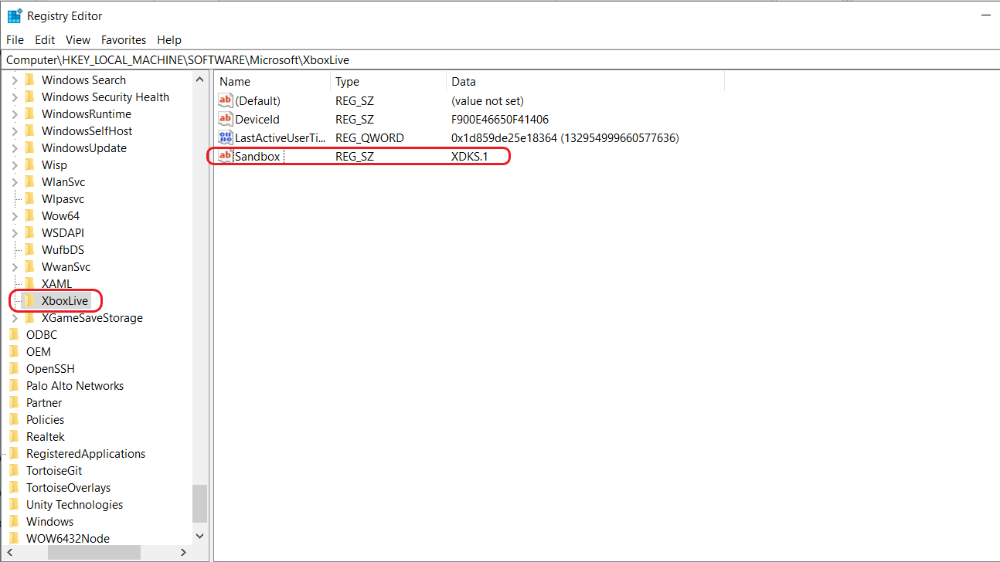 Registry Editor
File Edit View Favorites Help
Computer\HKEY_LOCAL_MACHINE\SOFTWARE\Microsoft\XboxLive
Windows Search
Windows Security Health
WindowsRuntime
WindowsSelfHost
WindowsUpdate
Wisp
WlanSvc
Wlpasvc
Wow64
WSDAPI
WufbDS
WwanSvc
XAML
XboxLive
XGameSaveStorage
ODBC
OEM
OpenSSH
Palo Alto Networks
Partner
Policies
Realtek
RegisteredApplications
TortoiseGit
TortoiseOverlays
Unity Technologies
Windows
WOW6432Node
Name Type Data
(Default) REG_SZ (value not set)
DeviceId REG_SZ F900E46650F41406
LastActiveUserTi... REG_QWORD 0x1d859de25e18364 (132954999660577636)
Sandbox REG_SZ XDKS.1